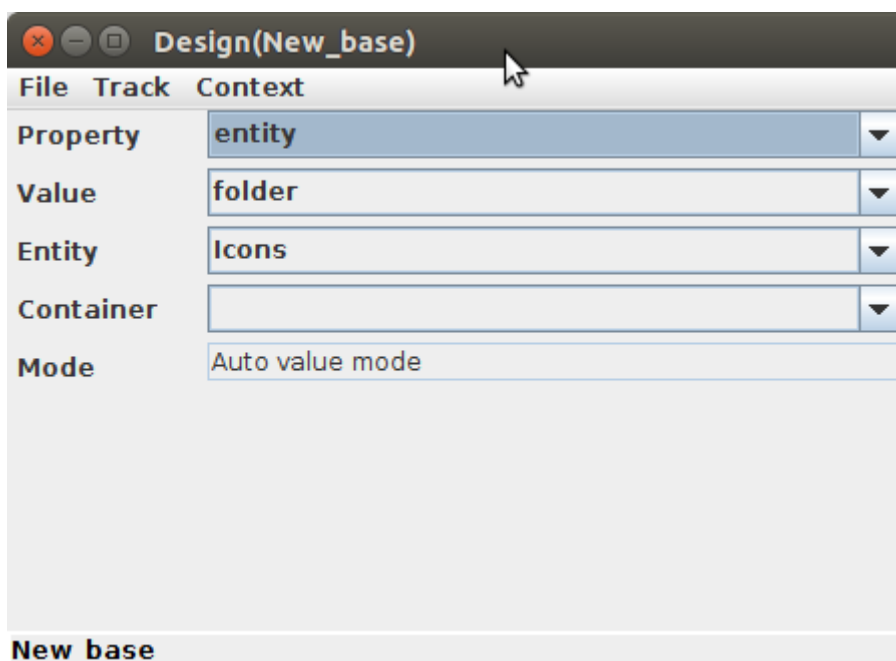 Design(New_base)
File Track Context
Property entity
Value folder
Entity Icons
Container
Mode Auto value mode
New base